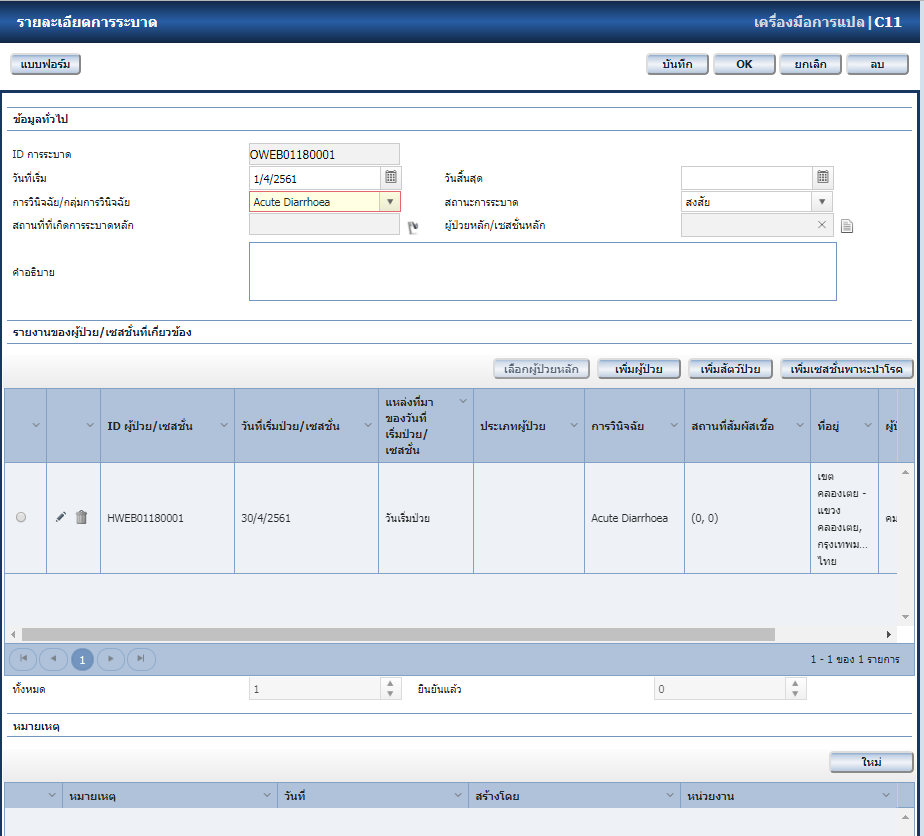 รายละเอียดการระบาด
เครื่องมือการแปล|C11
แบบฟอร์ม
บันทึก
OK
ยกเลิก
ลบ
ข้อมูลทั่วไป
ID การระบาด
OWEB01180001
วันที่เริ่ม
1/4/2561
วันสิ้นสุด
การวินิจฉัย/กลุ่มการวินิจฉัย
Acute Diarrhoea
สถานะการระบาด
สงสัย
สถานที่ที่เกิดการระบาดหลัก
ผู้ป่วยหลัก/เซสชั่นหลัก
คำอธิบาย
รายงานของผู้ป่วย/เซสชั่นที่เกี่ยวข้อง
เลือกผู้ป่วยหลัก
เพิ่มผู้ป่วย
เพิ่มสัตว์ป่วย
เพิ่มเซสชั่นพาหะนำโรค
ID ผู้ป่วย/เซสชั่น
วันที่เริ่มป่วย/เซสชั่น
แหล่งที่มา
ของวันที่
เริ่มป่วย/
เซสชั่น
ประเภทผู้ป่วย
การวินิจฉัย
สถานที่สัมผัสเชื้อ
ที่อยู่
HWEB01180001
30/4/2561
วันเริ่มป่วย
Acute Diarrhoea
(0, 0)
เขต
คลองเตย -
แขวง
คลองเตย,
กรุงเทพม...
ไทย
คม
1
1 - 1 ของ 1 รายการ
ทั้งหมด
1
ยืนยันแล้ว
0
หมายเหตุ
ใหม่
หมายเหตุ
วันที่
สร้างโดย
หน่วยงาน